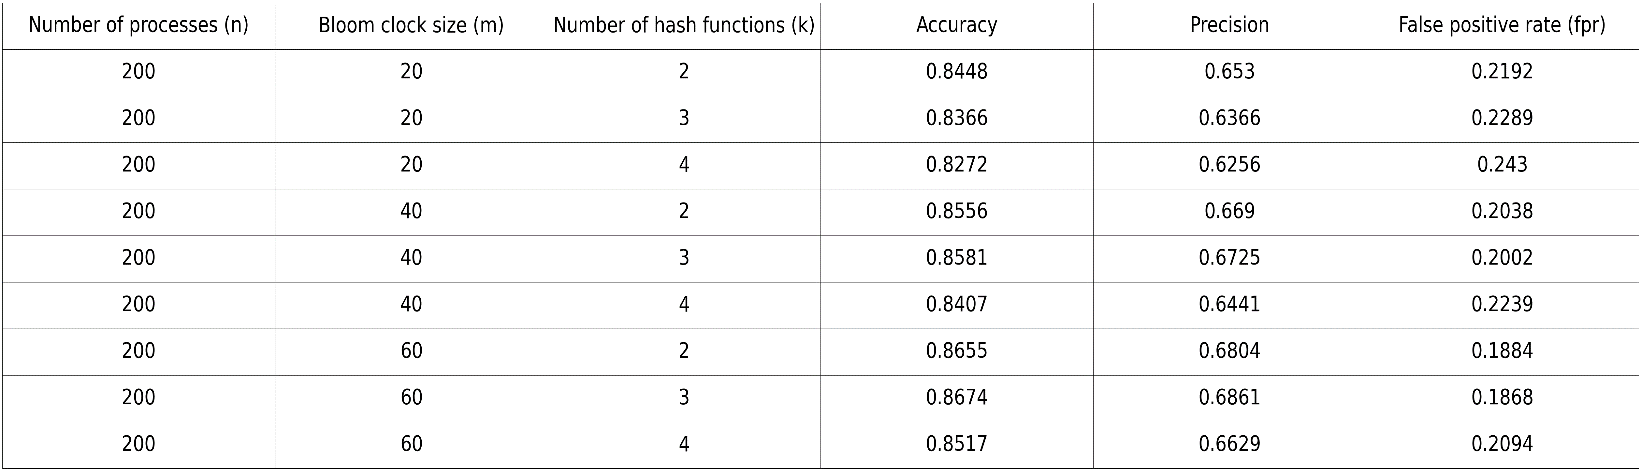 Number of processes (n) Bloom clock size (m) Number of hash functions (k) Accuracy Precision False positive rate (fpr)
200 20 2 0.8448 0.653 0.2192
200 20 3 0.8366 0.6366 0.2289
200 20 4 0.8272 0.6256 0.243
200 40 2 0.8556 0.669 0.2038
200 40 3 0.8581 0.6725 0.2002
200 40 4 0.8407 0.6441 0.2239
200 60 2 0.8655 0.6804 0.1884
200 60 3 0.8674 0.6861 0.1868
200 60 4 0.8517 0.6629 0.2094